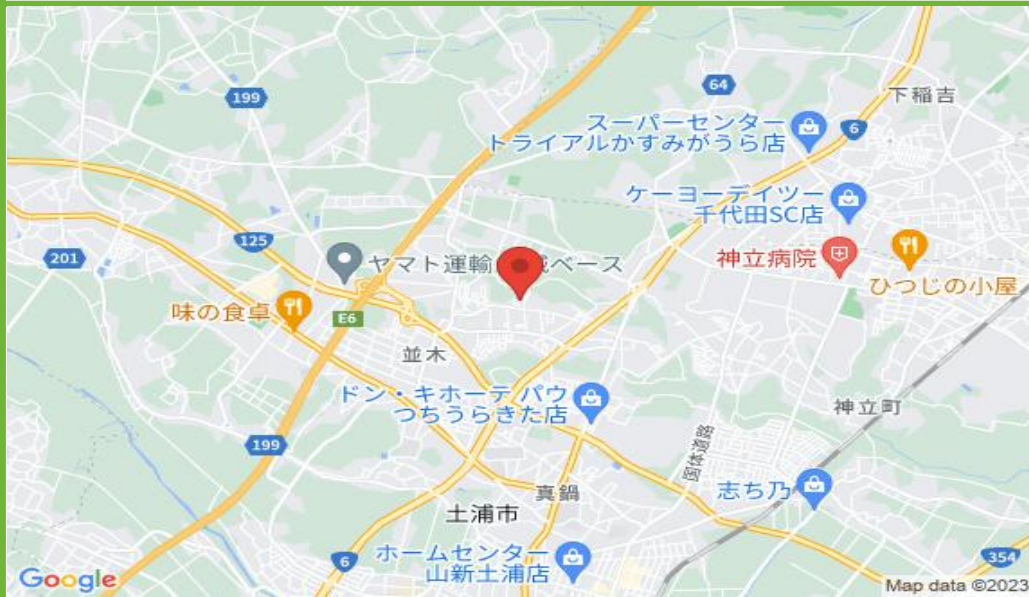 199
64
下稲吉
スーパーセンター
トライアルかすみがうら店
6
ケーヨーデイツー
千代田SC店
125
201
ヤマト運輸
城ベース
神立病院
ひつじの小屋
味の食卓
E6
並木
ドン・キホーテ パウ
つちうらきた店
神立町
199
国体道路
真鍋
志ち乃
土浦市
6
ホームセンター
山新土浦店
354
Google
Map data ©2023